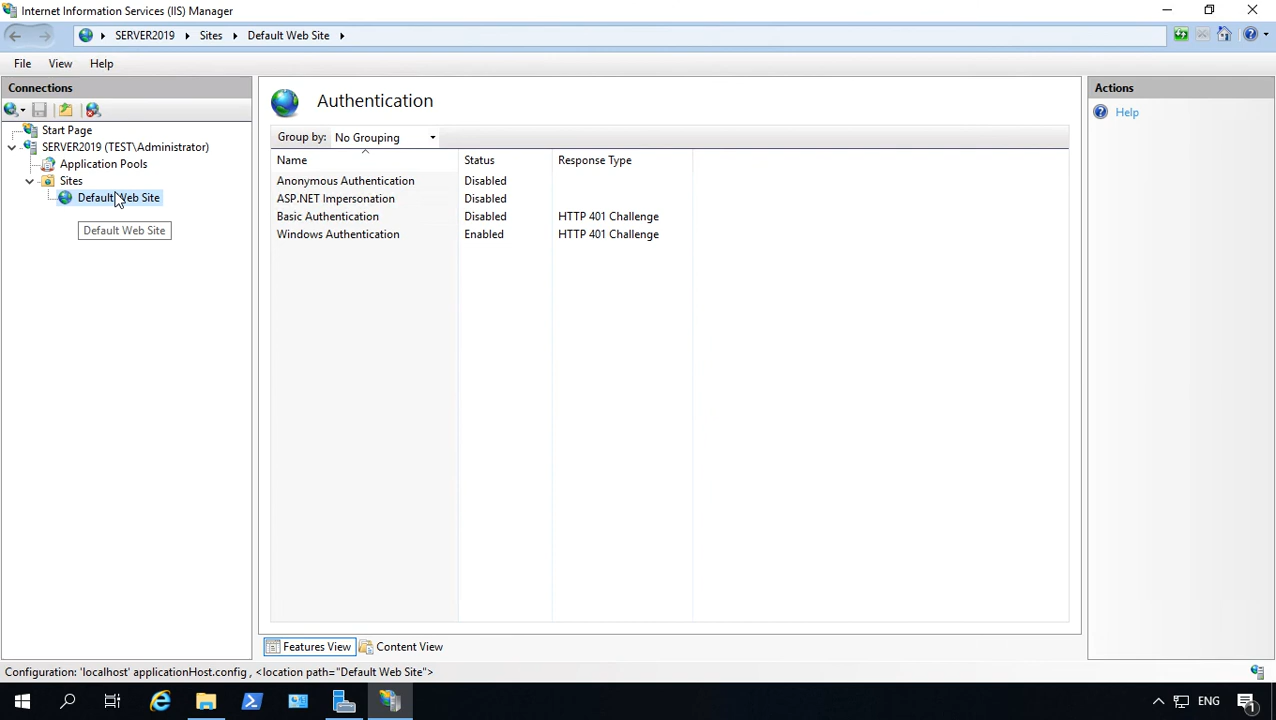 Internet Information Services (IIS) Manager
SERVER2019 Sites Default Web Site
File View Help
Connections
Start Page
SERVER2019 (TEST\Administrator)
Application Pools
Sites
Default Web Site
Default Web Site
Authentication
Group by: No Grouping
Name Status Response Type
Anonymous Authentication Disabled
ASP.NET Impersonation Disabled
Basic Authentication Disabled HTTP 401 Challenge
Windows Authentication Enabled HTTP 401 Challenge
Features View Content View
Actions
Help
Configuration: 'localhost' applicationHost.config , <location path="Default Web Site">
ENG 1